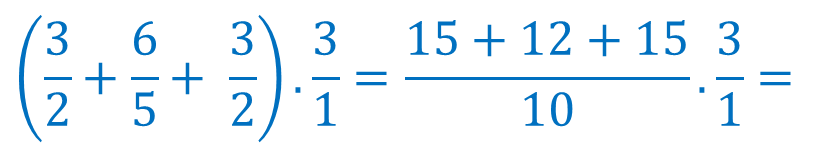 (3/2 + 6/5 + 3/2) . 3/1 = (15 + 12 + 15)/10 . 3/1 =